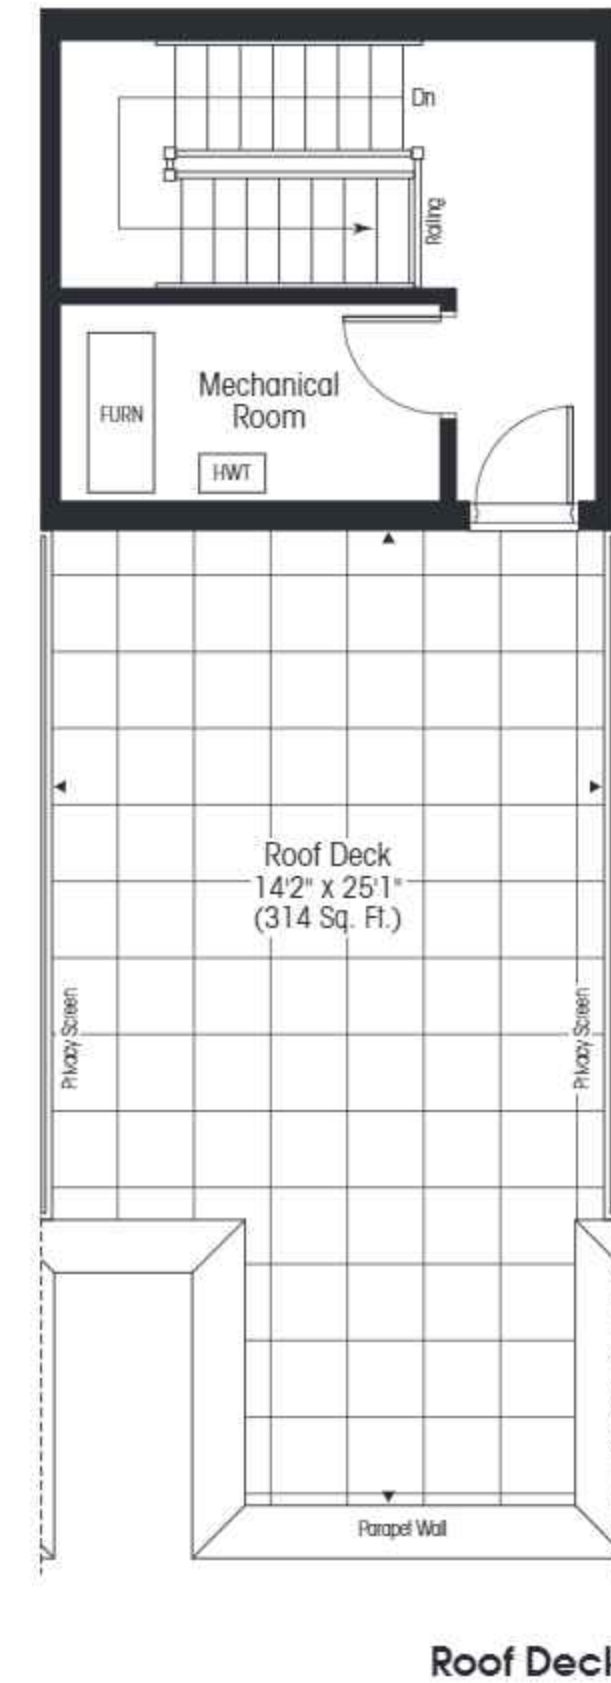 Dn
Railing
Mechanical
Room
FURN
HWT
Roof Deck
14'2" x 25'1"
(314 Sq. Ft.)
Privacy Screen
Privacy Screen
Parapet Wall
Roof Deck